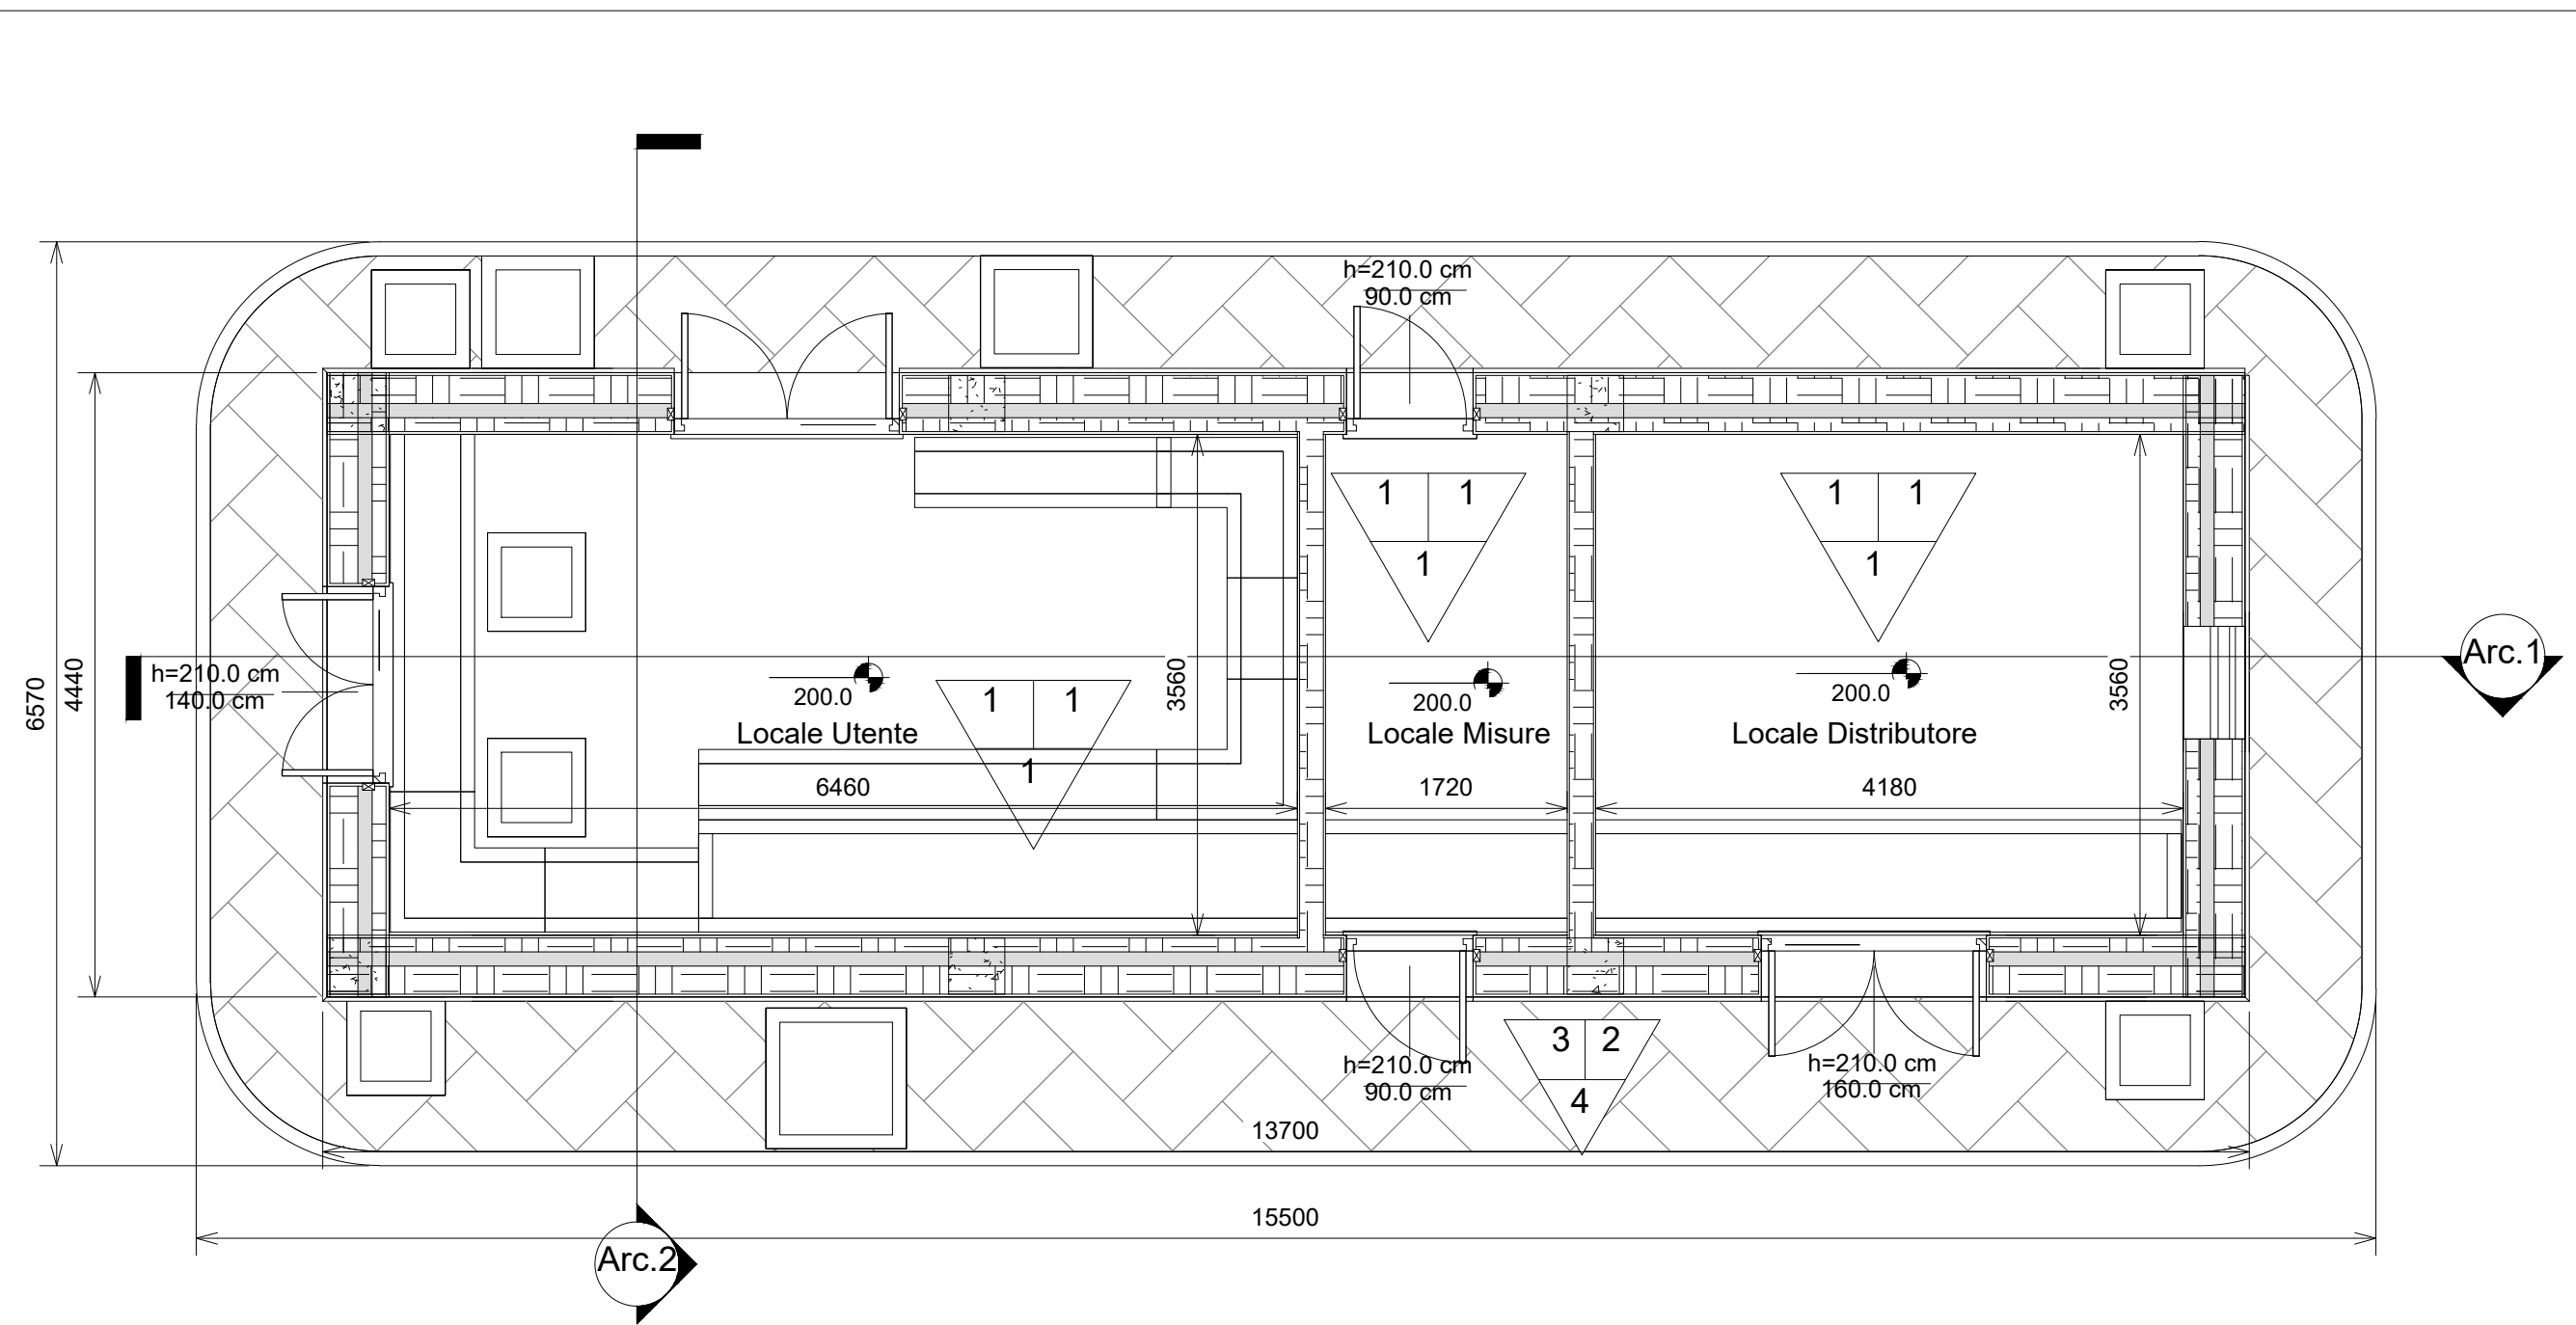 h=210.0 cm
90.0 cm
1 1
1
1 1
1
Arc.1
6570
4440
h=210.0 cm
140.0 cm
200.0
Locale Utente
1 1
1
3560
200.0
Locale Misure
200.0
Locale Distributore
3560
6460
1720
4180
3 2
4
h=210.0 cm
90.0 cm
h=210.0 cm
160.0 cm
13700
15500
Arc.2